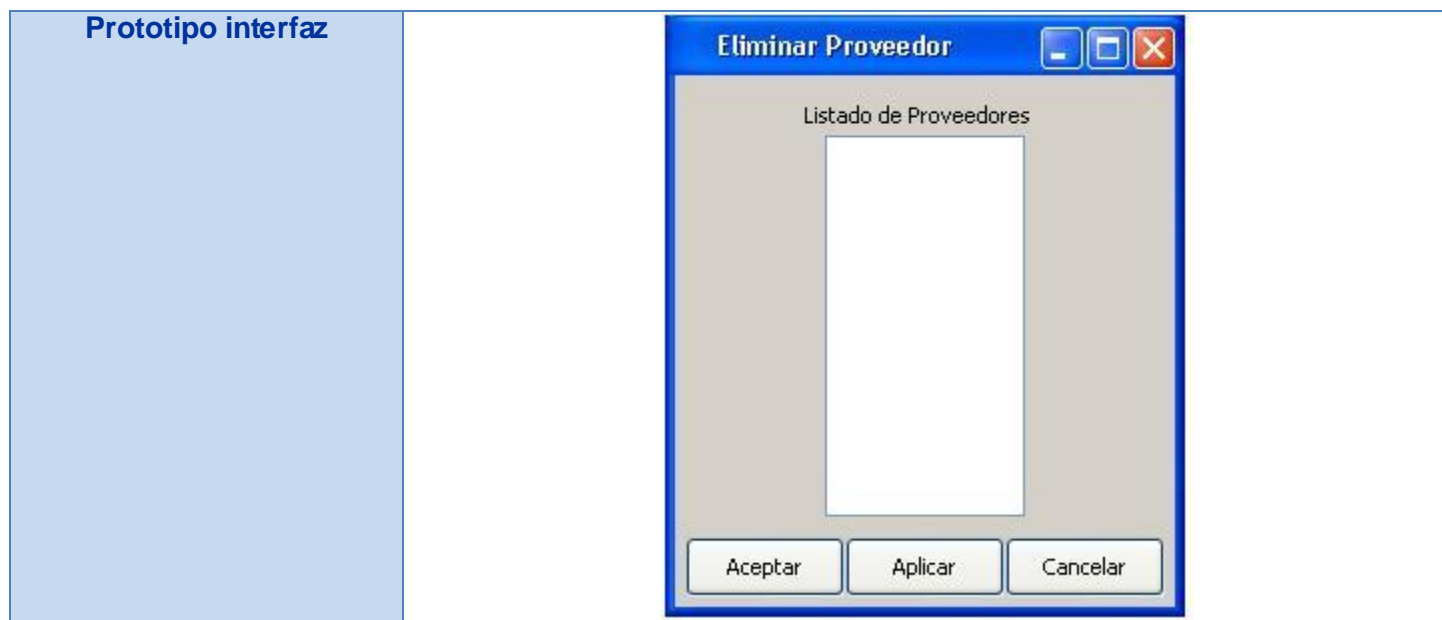 Prototipo interfaz
Eliminar Proveedor
Listado de Proveedores
Aceptar Aplicar Cancelar